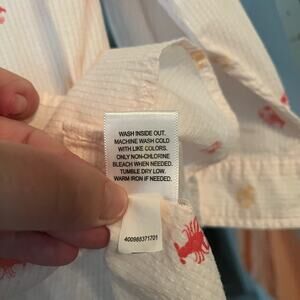 WASH INSIDE OUT.
MACHINE WASH COLD
WITH LIKE COLORS.
ONLY NON-CHLORINE
BLEACH WHEN NEEDED.
TUMBLE DRY LOW.
WARM IRON IF NEEDED.
400988371701